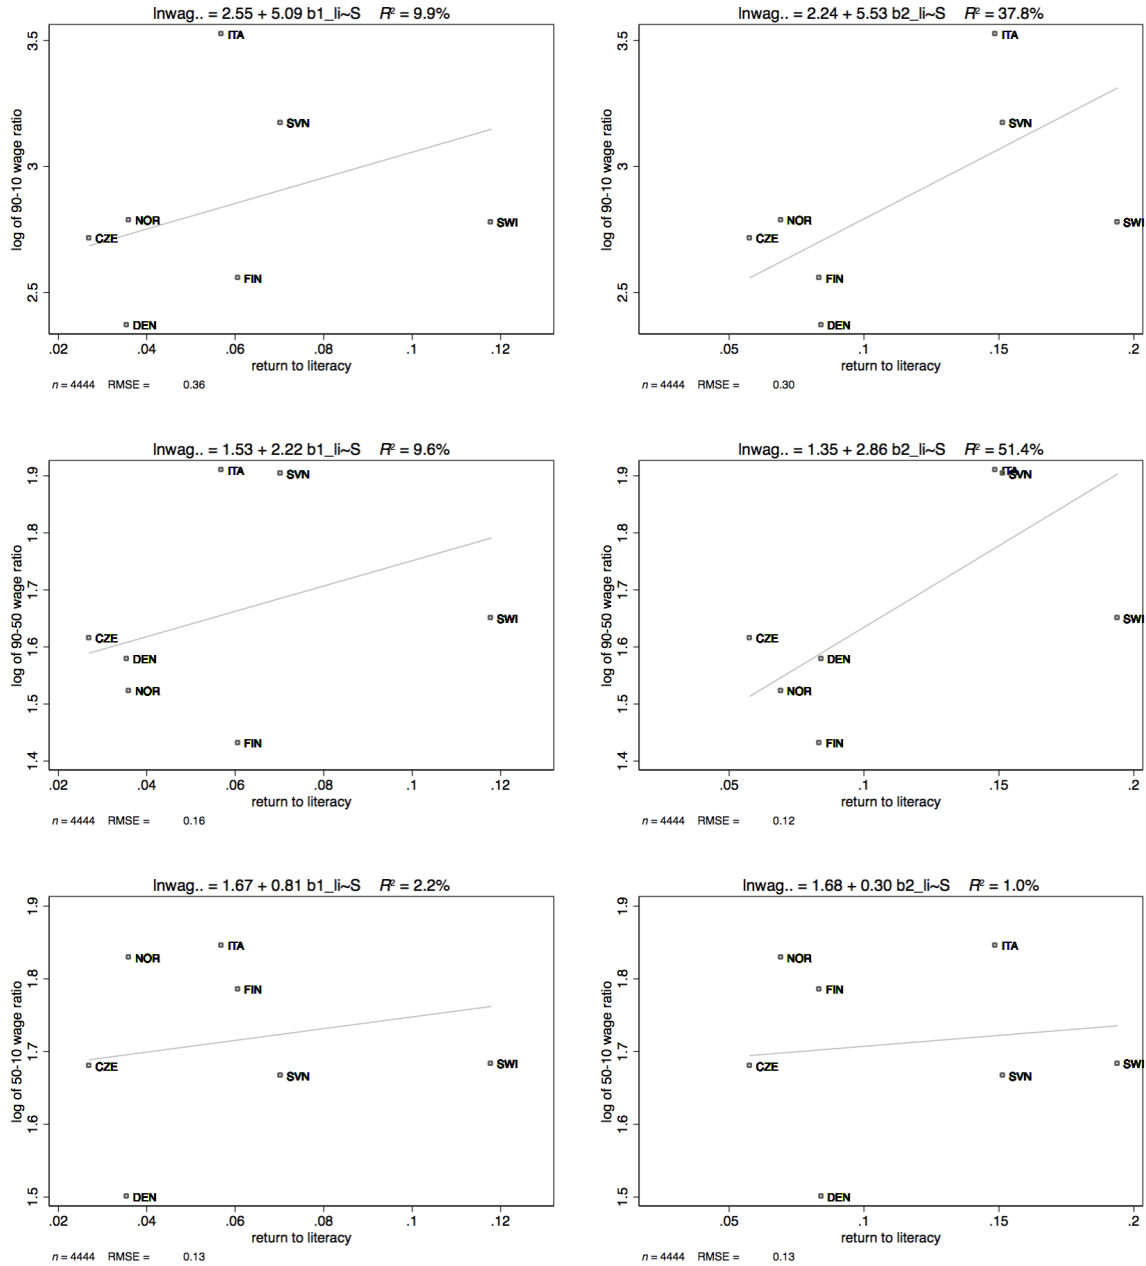 lnwag.. = 2.55 + 5.09 b1_li~S R² = 9.9%
3.5
3
2.5
log of 90-10 wage ratio
ITA
SVN
NOR
SWI
CZE
FIN
DEN
.02 .04 .06 .08 .1 .12
return to literacy
n = 4444 RMSE = 0.36
lnwag.. = 2.24 + 5.53 b2_li~S R² = 37.8%
3.5
3
2.5
log of 90-10 wage ratio
ITA
SVN
NOR
SWI
CZE
FIN
DEN
.05 .1 .15 .2
return to literacy
n = 4444 RMSE = 0.30
lnwag.. = 1.53 + 2.22 b1_li~S R² = 9.6%
1.9
1.8
1.7
1.6
1.5
1.4
log of 90-50 wage ratio
ITA
SVN
SWI
CZE
DEN
NOR
FIN
.02 .04 .06 .08 .1 .12
return to literacy
n = 4444 RMSE = 0.16
lnwag.. = 1.35 + 2.86 b2_li~S R² = 51.4%
1.9
1.8
1.7
1.6
1.5
1.4
log of 90-50 wage ratio
ITA
SVN
SWI
CZE
DEN
NOR
FIN
.05 .1 .15 .2
return to literacy
n = 4444 RMSE = 0.12
lnwag.. = 1.67 + 0.81 b1_li~S R² = 2.2%
1.9
1.8
1.7
1.6
1.5
log of 50-10 wage ratio
ITA
NOR
FIN
CZE
SWI
SVN
DEN
.02 .04 .06 .08 .1 .12
return to literacy
n = 4444 RMSE = 0.13
lnwag.. = 1.68 + 0.30 b2_li~S R² = 1.0%
1.9
1.8
1.7
1.6
1.5
log of 50-10 wage ratio
ITA
NOR
FIN
CZE
SWI
SVN
DEN
.05 .1 .15 .2
return to literacy
n = 4444 RMSE = 0.13